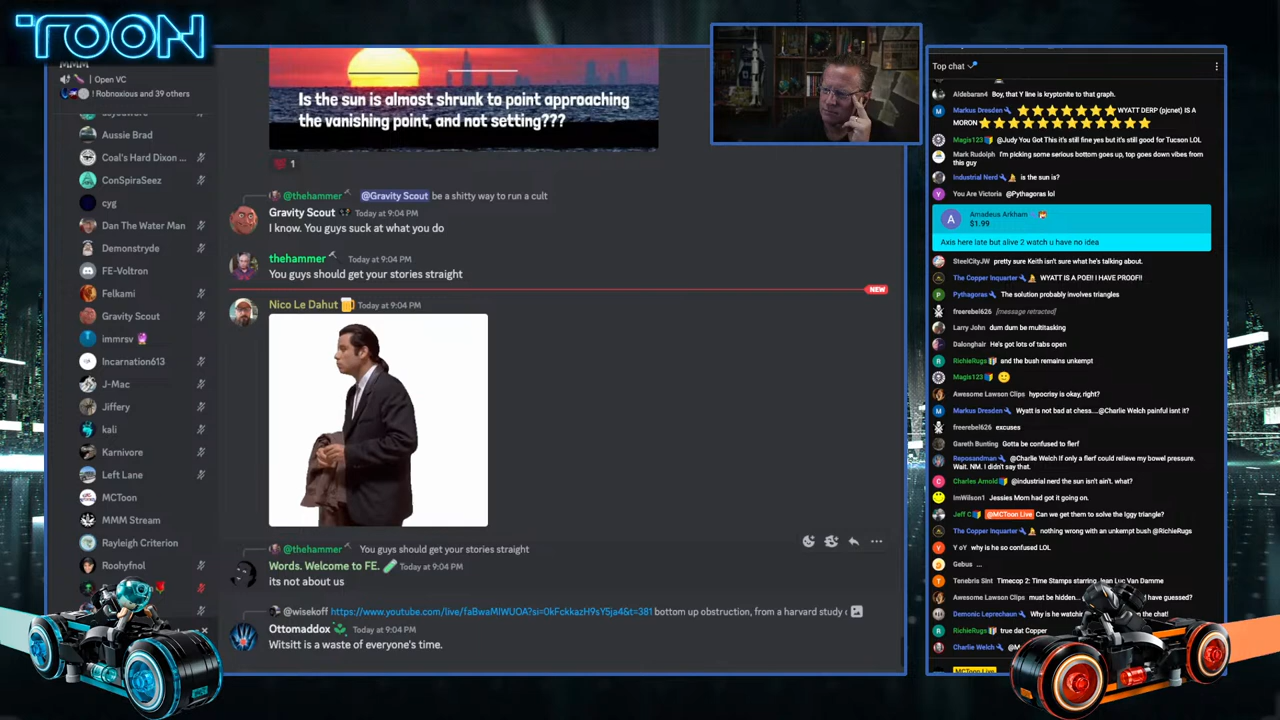 TOON
| Open VC
! Robnoxious and 39 others
Aussie Brad
Coal's Hard Dixon ...
ConSpiraSeez
cyg
Dan The Water Man
Demonstryde
FE-Voltron
Felkami
Gravity Scout
immrsv
Incarnation613
J-Mac
Jiffery
kali
Karnivore
Left Lane
MCToon
MMM Stream
Rayleigh Criterion
Roohyfnol
Is the sun is almost shrunk to point approaching
the vanishing point, and not setting???
1
@thehammer @Gravity Scout be a shitty way to run a cult
Gravity Scout Today at 9:04 PM
I know. You guys suck at what you do
thehammer Today at 9:04 PM
You guys should get your stories straight
NEW
Nico Le Dahut Today at 9:04 PM
@thehammer You guys should get your stories straight
Words. Welcome to FE. Today at 9:04 PM
its not about us
@wisekoff https://www.youtube.com/live/faBwaMIWUOA?si=0kFckkazH9sY5ja4&t=381 bottom up obstruction, from a harvard study (
Ottomaddox Today at 9:04 PM
Witsitt is a waste of everyone's time.
Top chat
Aldebaran4 Boy, that Y line is kryptonite to that graph.
Markus Dresden WYATT DERP (pjcnet) IS A
MORON
Magis123 @Judy You Got This it's still fine yes but it's still good for Tucson LOL
Mark Rudolph I'm picking some serious bottom goes up, top goes down vibes from
this guy
Industrial Nerd is the sun is?
You Are Victoria @Pythagoras lol
A
Amadeus Arkham
$1.99
Axis here late but alive 2 watch u have no idea
SteelCityJW pretty sure Keith isn't sure what he's talking about.
The Copper Inquarter WYATT IS A POE!! I HAVE PROOF!!
Pythagoras The solution probably involves triangles
freerebel626 [message retracted]
Larry John dum dum be multitasking
Dalonghair He's got lots of tabs open
RichieRugs and the bush remains unkempt
Magis123
Awesome Lawson Clips hypocrisy is okay, right?
Markus Dresden Wyatt is not bad at chess....@Charlie Welch painful isnt it?
freerebel626 excuses
Gareth Bunting Gotta be confused to flerf
Reposandman @Charlie Welch If only a flerf could relieve my bowel pressure.
Wait. NM. I didn't say that.
Charles Arnold @industrial nerd the sun isn't ain't. what?
ImWilson1 Jessies Mom had got it going on.
Jeff C @MCToon Live Can we get them to solve the Iggy triangle?
The Copper Inquarter nothing wrong with an unkempt bush @RichieRugs
Y oY why is he so confused LOL
Gebus ...
Tenebris Sint Timecop 2: Time Stamps starring Jean Luc Van Damme
Awesome Lawson Clips must be hidden... have guessed?
Demonic Leprechaun Why is he watching the chat!
RichieRugs true dat Copper
Charlie Welch @M
MCToon Live